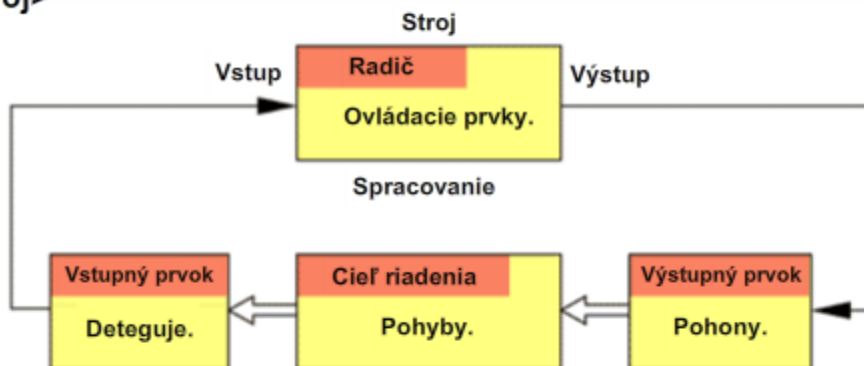 Stroj
Vstup
Radič
Výstup
Ovládacie prvky.
Spracovanie
Vstupný prvok
Cieľ riadenia
Výstupný prvok
Deteguje.
Pohyby.
Pohony.